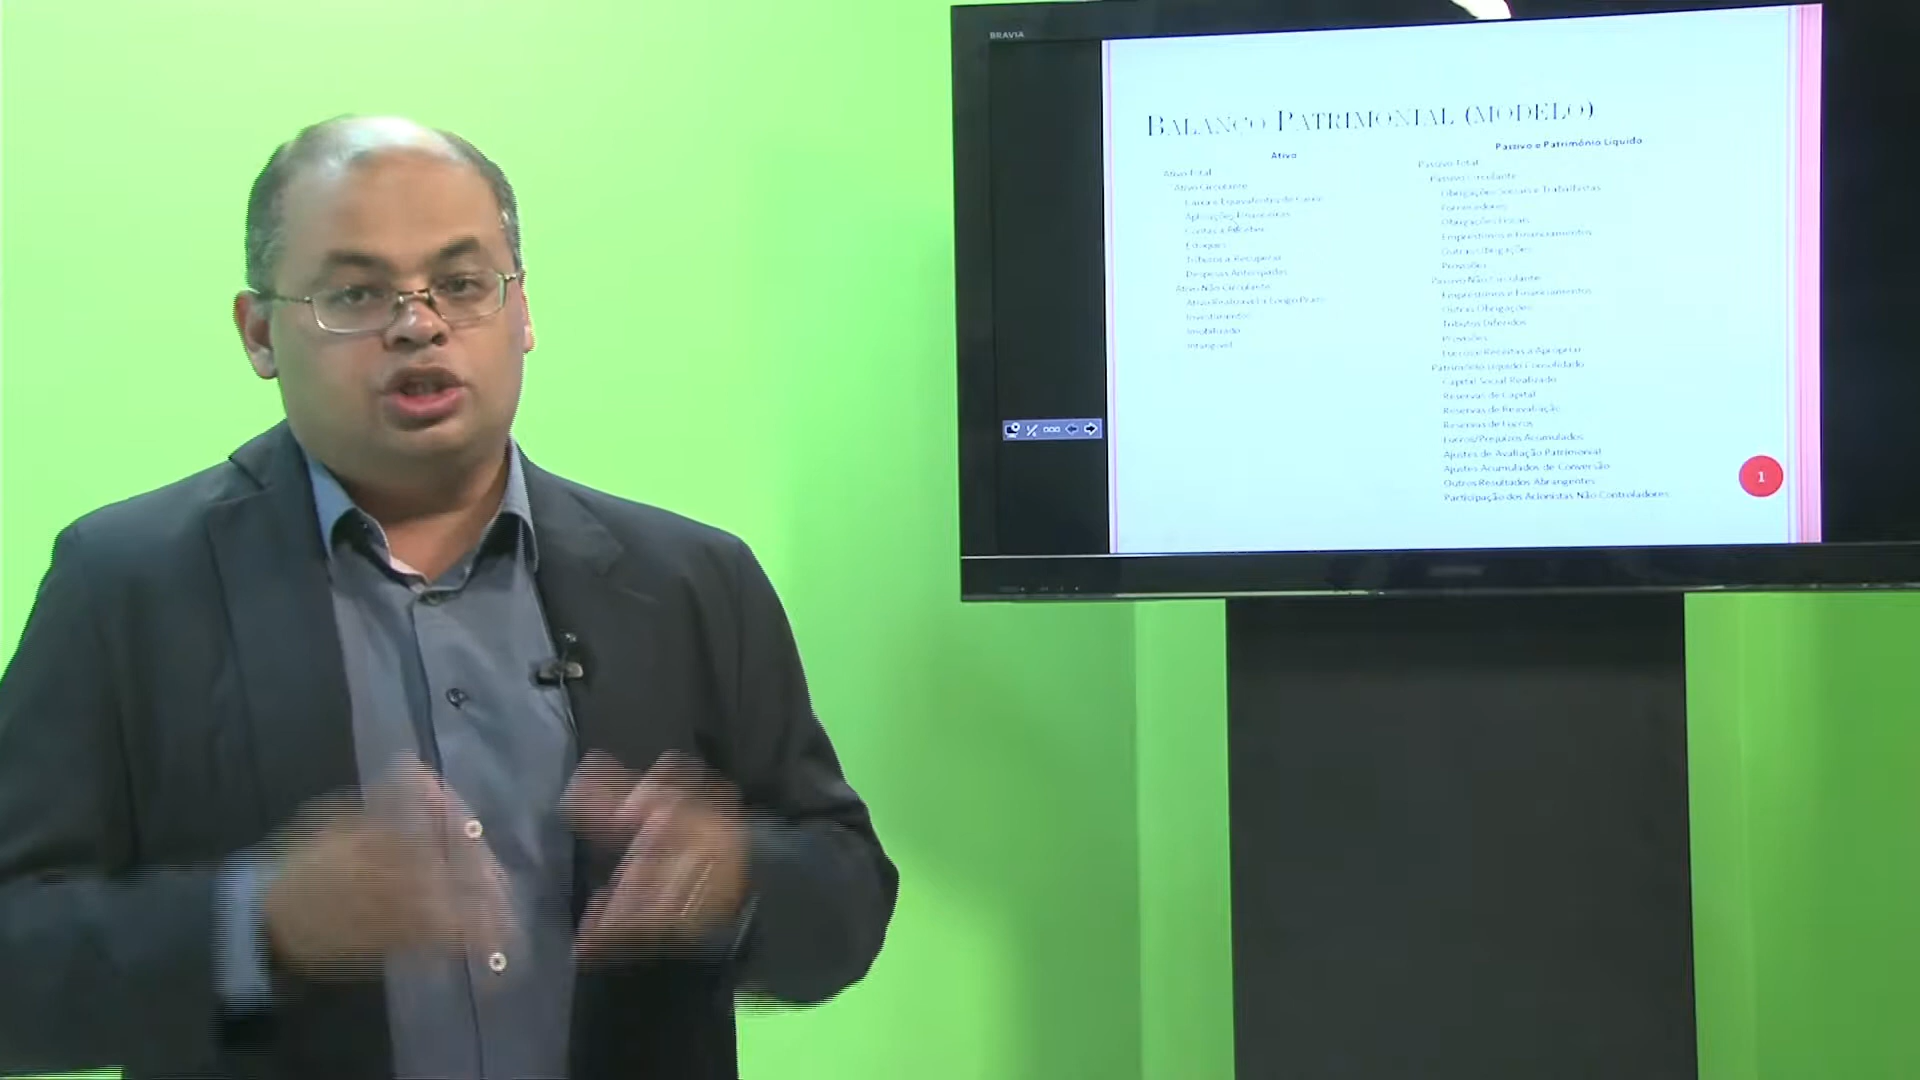 BRAVIA
BALANÇO PATRIMONIAL (MODELO)
Ativo
Ativo Total
Ativo Circulante
Caixa e Equivalentes de Caixa
Aplicações Financeiras
Contas a Receber
Estoques
Tributos a Recuperar
Despesas Antecipadas
Ativo Não Circulante
Ativo Realizável a Longo Prazo
Investimentos
Imobilizado
Intangível
Passivo e Patrimônio Líquido
Passivo Total
Passivo Circulante
Obrigações Sociais e Trabalhistas
Fornecedores
Obrigações Fiscais
Empréstimos e Financiamentos
Outras Obrigações
Provisões
Passivo Não Circulante
Empréstimos e Financiamentos
Outras Obrigações
Tributos Diferidos
Provisões
Lucros e Receitas a Apropriar
Patrimônio Líquido Consolidado
Capital Social Realizado
Reservas de Capital
Reservas de Reavaliação
Reservas de Lucros
Lucros/Prejuízos Acumulados
Ajustes de Avaliação Patrimonial
Ajustes Acumulados de Conversão
Outros Resultados Abrangentes
Participação dos Acionistas Não Controladores
1